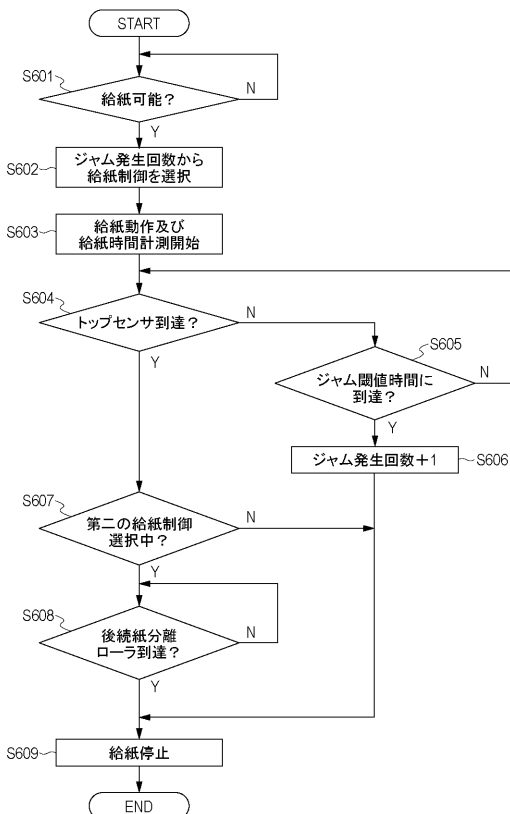 START
S601
給紙可能？
N
Y
S602
ジャム発生回数から
給紙制御を選択
S603
給紙動作及び
給紙時間計測開始
S604
トップセンサ到達？
N
Y
S605
ジャム閾値時間に
到達？
N
Y
ジャム発生回数＋1
S606
S607
第二の給紙制御
選択中？
N
Y
S608
後続紙分離
ローラ到達？
N
Y
S609
給紙停止
END